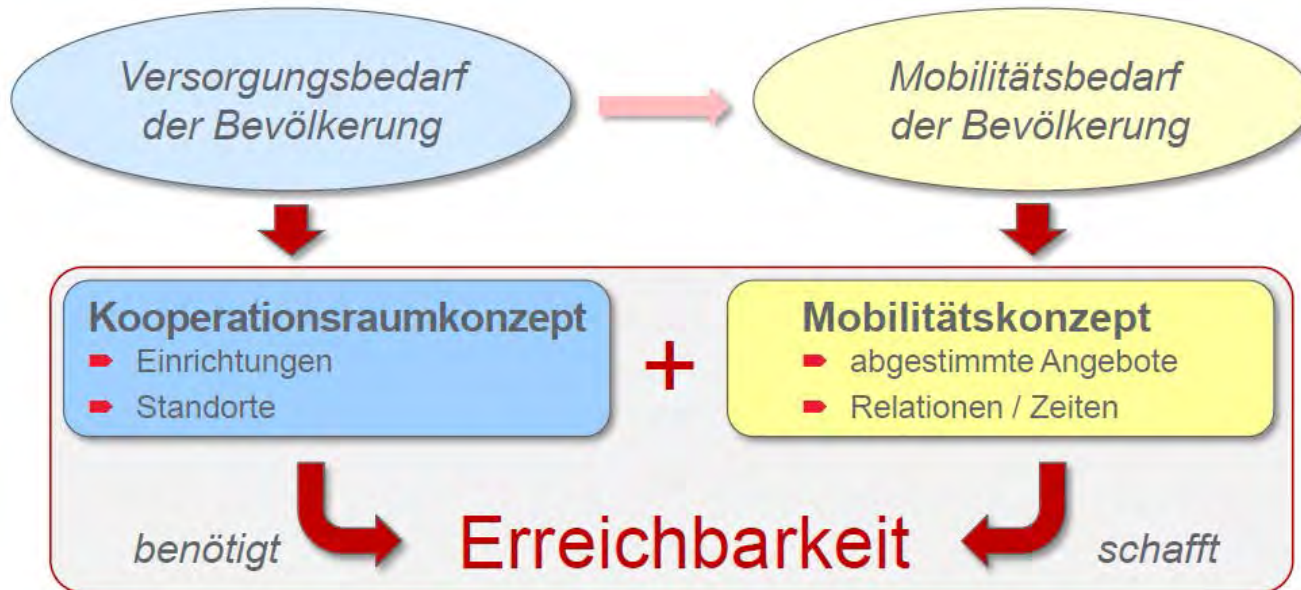 Versorgungsbedarf
der Bevölkerung
Mobilitätsbedarf
der Bevölkerung
Kooperationsraumkonzept
Einrichtungen
Standorte
+
Mobilitätskonzept
abgestimmte Angebote
Relationen / Zeiten
benötigt
Erreichbarkeit
schafft